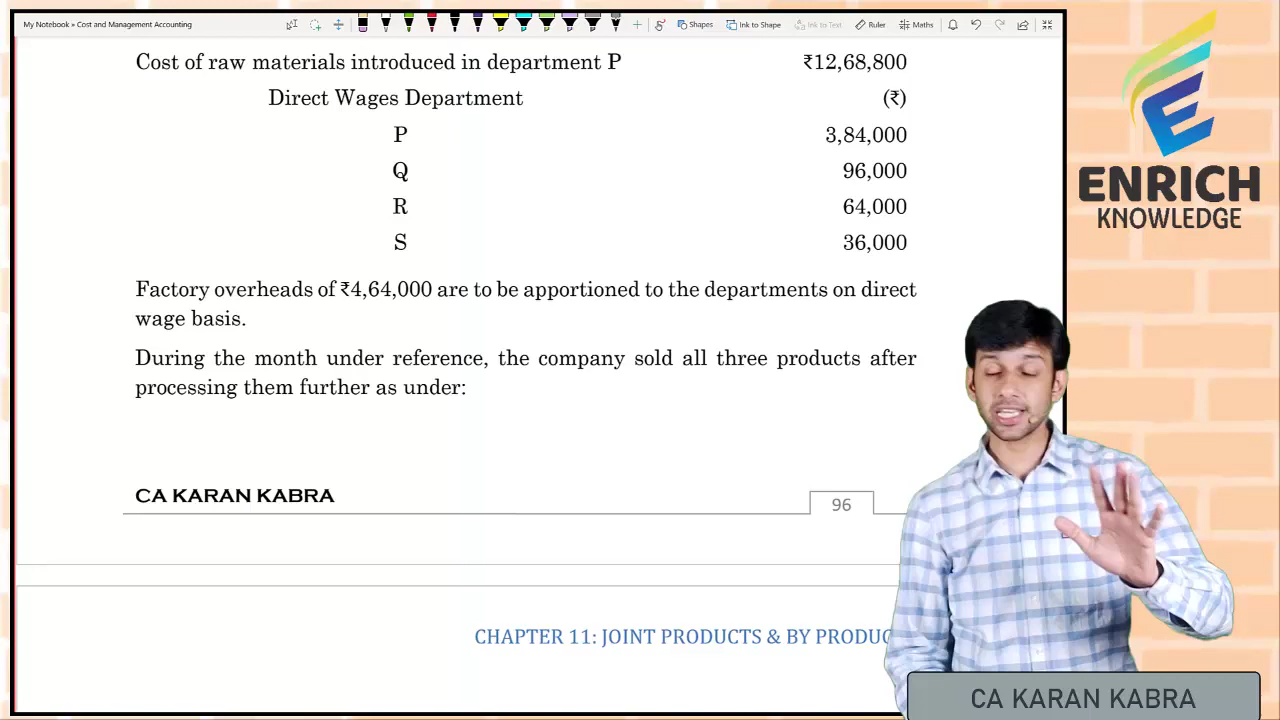 My Notebook » Cost and Management Accounting
Shapes
Ink to Shape
Ink to Text
Ruler
Maths
Cost of raw materials introduced in department P ₹12,68,800
Direct Wages Department (₹)
P 3,84,000
Q 96,000
R 64,000
S 36,000
Factory overheads of ₹4,64,000 are to be apportioned to the departments on direct
wage basis.
During the month under reference, the company sold all three products after
processing them further as under:
CA KARAN KABRA
96
CHAPTER 11: JOINT PRODUCTS & BY PRODUC
ENRICH
KNOWLEDGE
CA KARAN KABRA